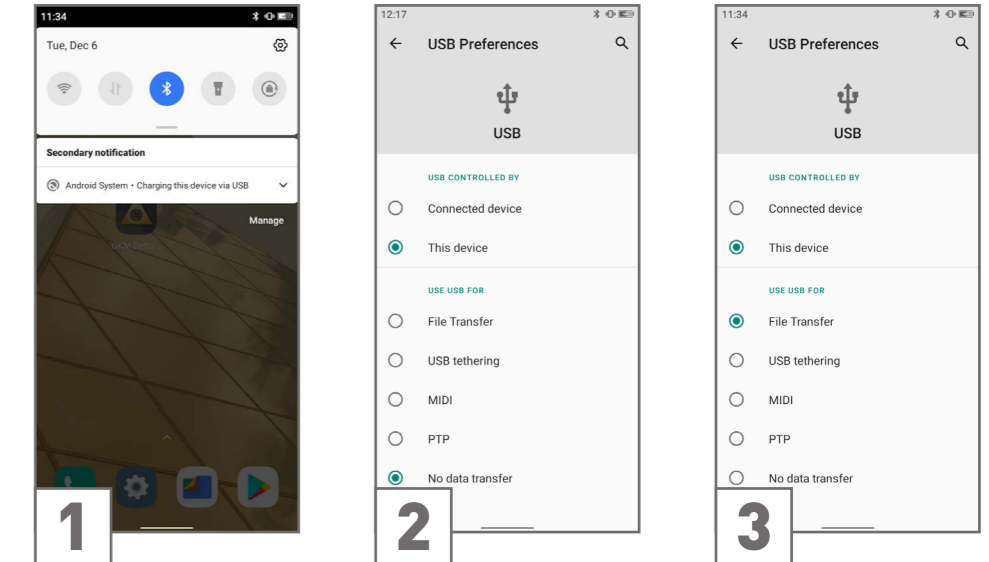 11:34
Tue, Dec 6
Secondary notification
Android System • Charging this device via USB
Manage
1
12:17
USB Preferences
USB
USB CONTROLLED BY
Connected device
This device
USE USB FOR
File Transfer
USB tethering
MIDI
PTP
No data transfer
2
11:34
USB Preferences
USB
USB CONTROLLED BY
Connected device
This device
USE USB FOR
File Transfer
USB tethering
MIDI
PTP
No data transfer
3